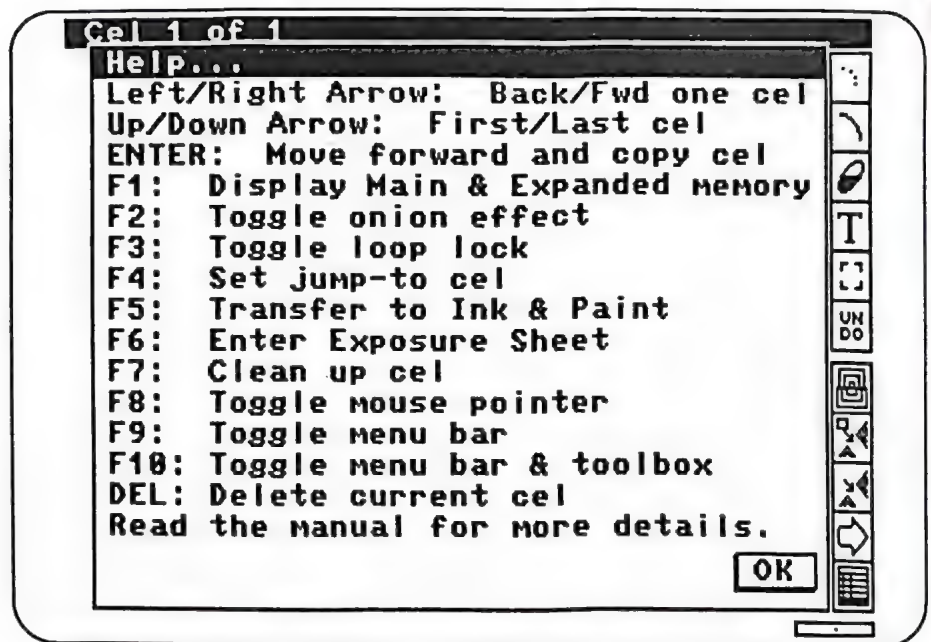 Cel 1 of 1
Help...
Left/Right Arrow:  Back/Fwd one cel
Up/Down Arrow:  First/Last cel
ENTER:  Move forward and copy cel
F1:  Display Main & Expanded memory
F2:  Toggle onion effect
F3:  Toggle loop lock
F4:  Set jump-to cel
F5:  Transfer to Ink & Paint
F6:  Enter Exposure Sheet
F7:  Clean up cel
F8:  Toggle mouse pointer
F9:  Toggle menu bar
F10: Toggle menu bar & toolbox
DEL: Delete current cel
Read the manual for more details.
OK
T
UN
DO